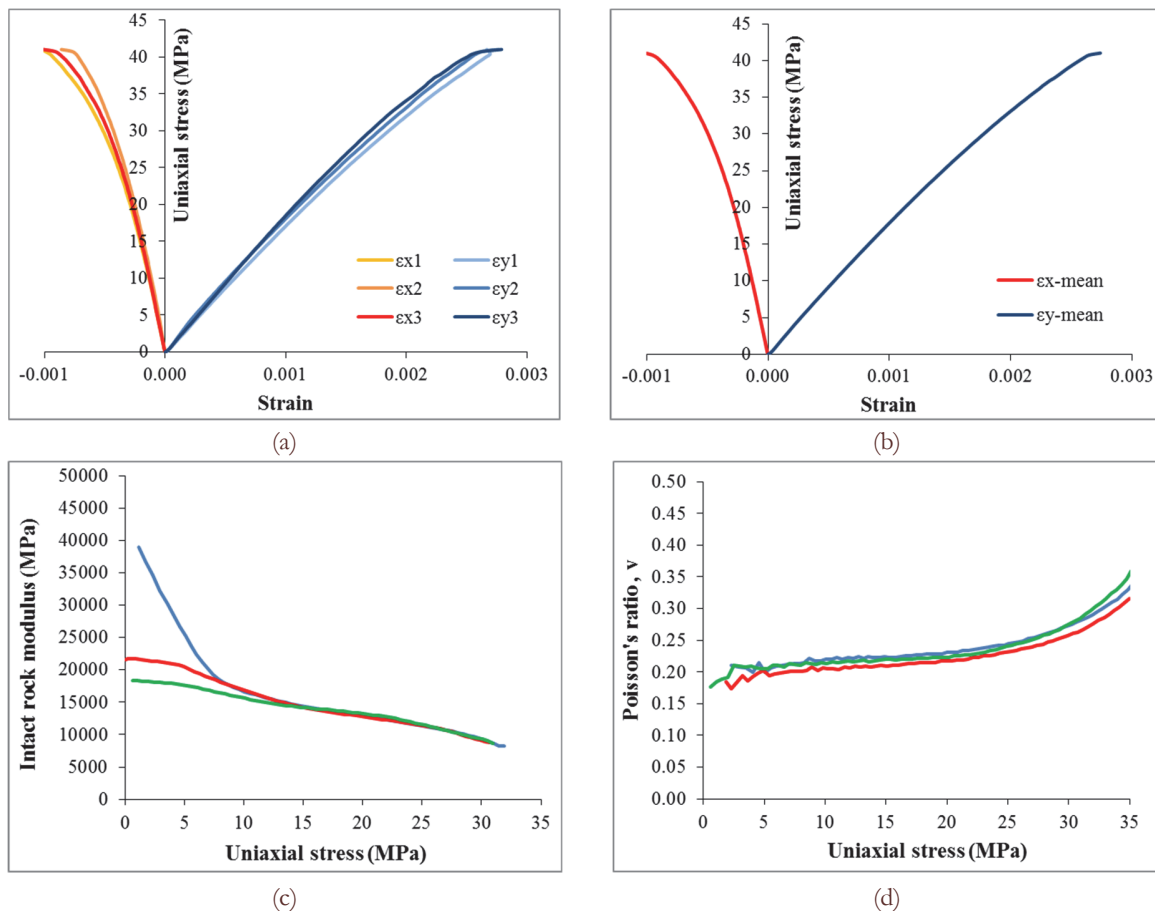 45
40
35
30
25
20
15
10
5
0
Uniaxial stress (MPa)
εx1 εy1
εx2 εy2
εx3 εy3
-0.001 0.000 0.001 0.002 0.003
Strain
(a)
45
40
35
30
25
20
15
10
5
0
Uniaxial stress (MPa)
εx-mean
εy-mean
-0.001 0.000 0.001 0.002 0.003
Strain
(b)
Intact rock modulus (MPa)
50000
45000
40000
35000
30000
25000
20000
15000
10000
5000
0
0 5 10 15 20 25 30 35
Uniaxial stress (MPa)
(c)
Poisson's ratio, v
0.50
0.45
0.40
0.35
0.30
0.25
0.20
0.15
0.10
0.05
0.00
0 5 10 15 20 25 30 35
Uniaxial stress (MPa)
(d)